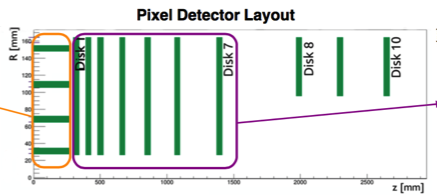 Pixel Detector Layout
R [mm]
160
140
120
100
80
60
40
20
0
Disk 1
Disk 7
Disk 8
Disk 10
0
500
1000
1500
2000
2500
z [mm]